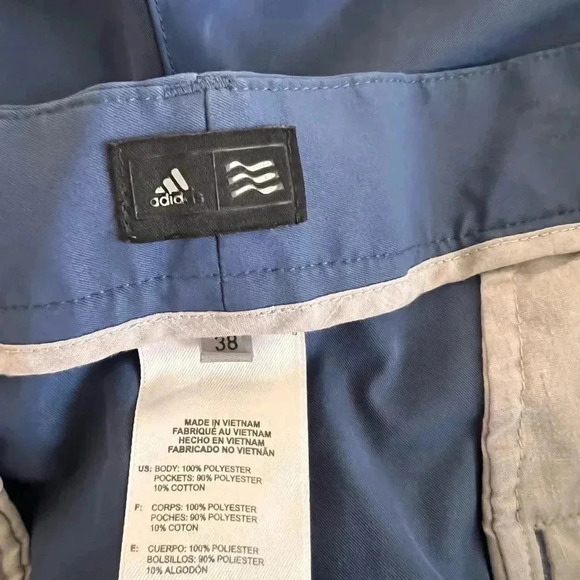 adidas
38
MADE IN VIETNAM
FABRIQUÉ AU VIETNAM
HECHO EN VIETNAM
FABRICADO NO VIETNÃN
US: BODY: 100% POLYESTER
POCKETS: 90% POLYESTER
10% COTTON
F: CORPS: 100% POLYESTER
POCHES: 90% POLYESTER
10% COTON
E: CUERPO: 100% POLIESTER
BOLSILLOS: 90% POLIESTER
10% ALGODÓN